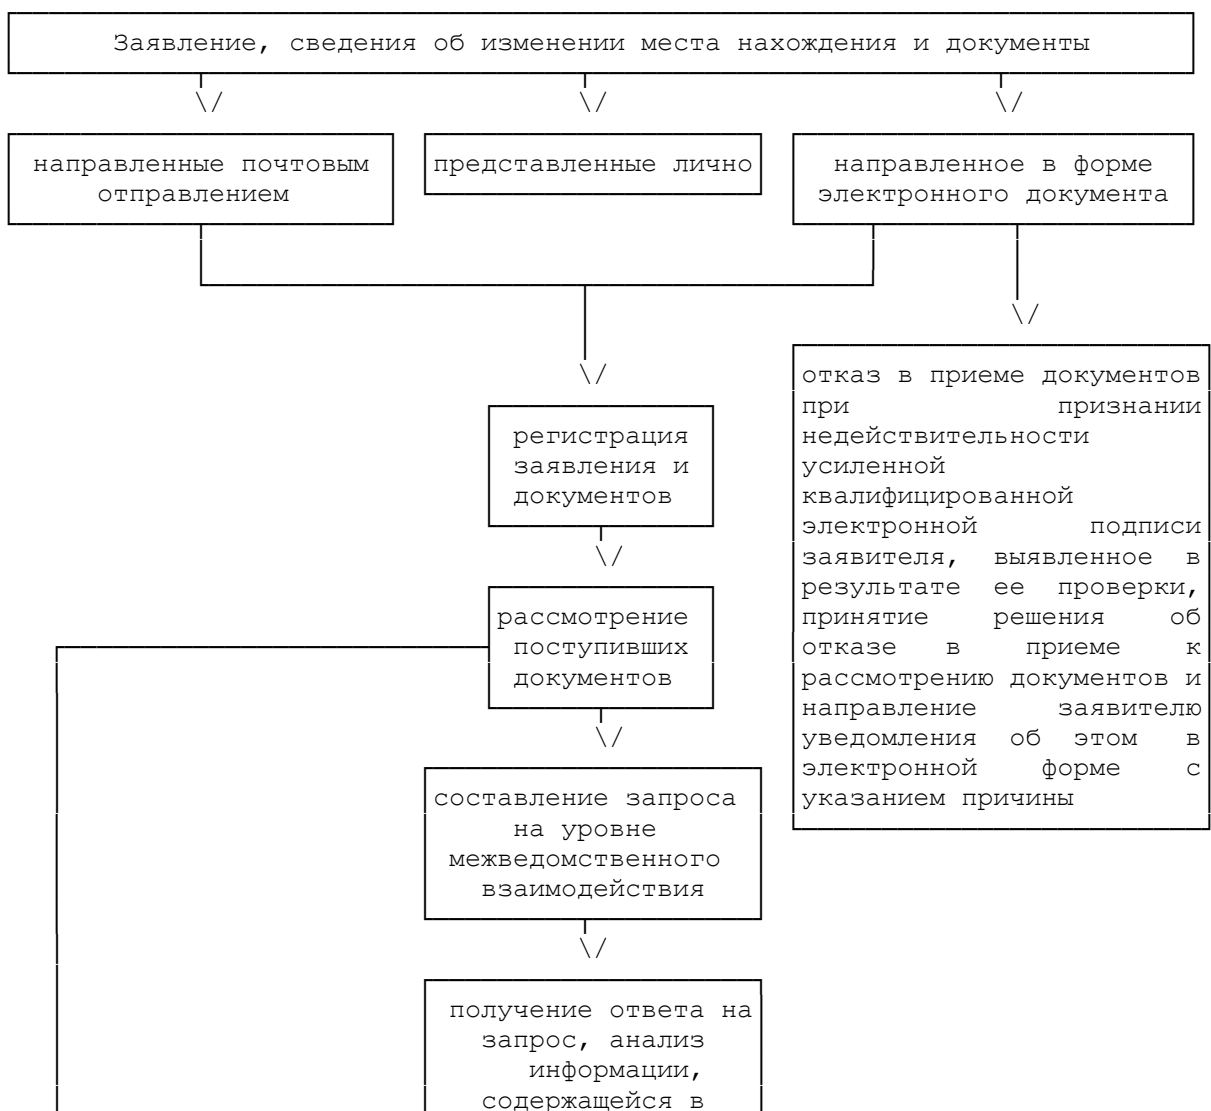 Заявление, сведения об изменении места нахождения и документы
направленные почтовым
отправлением
представленные лично
направленное в форме
электронного документа
отказ в приеме документов
при признании
недействительности
усиленной
квалифицированной
электронной подписи
заявителя, выявленное в
результате ее проверки,
принятие решения об
отказе в приеме к
рассмотрению документов и
направление заявителю
уведомления об этом в
электронной форме с
указанием причины
регистрация
заявления и
документов
рассмотрение
поступивших
документов
составление запроса
на уровне
межведомственного
взаимодействия
получение ответа на
запрос, анализ
информации,
содержащейся в